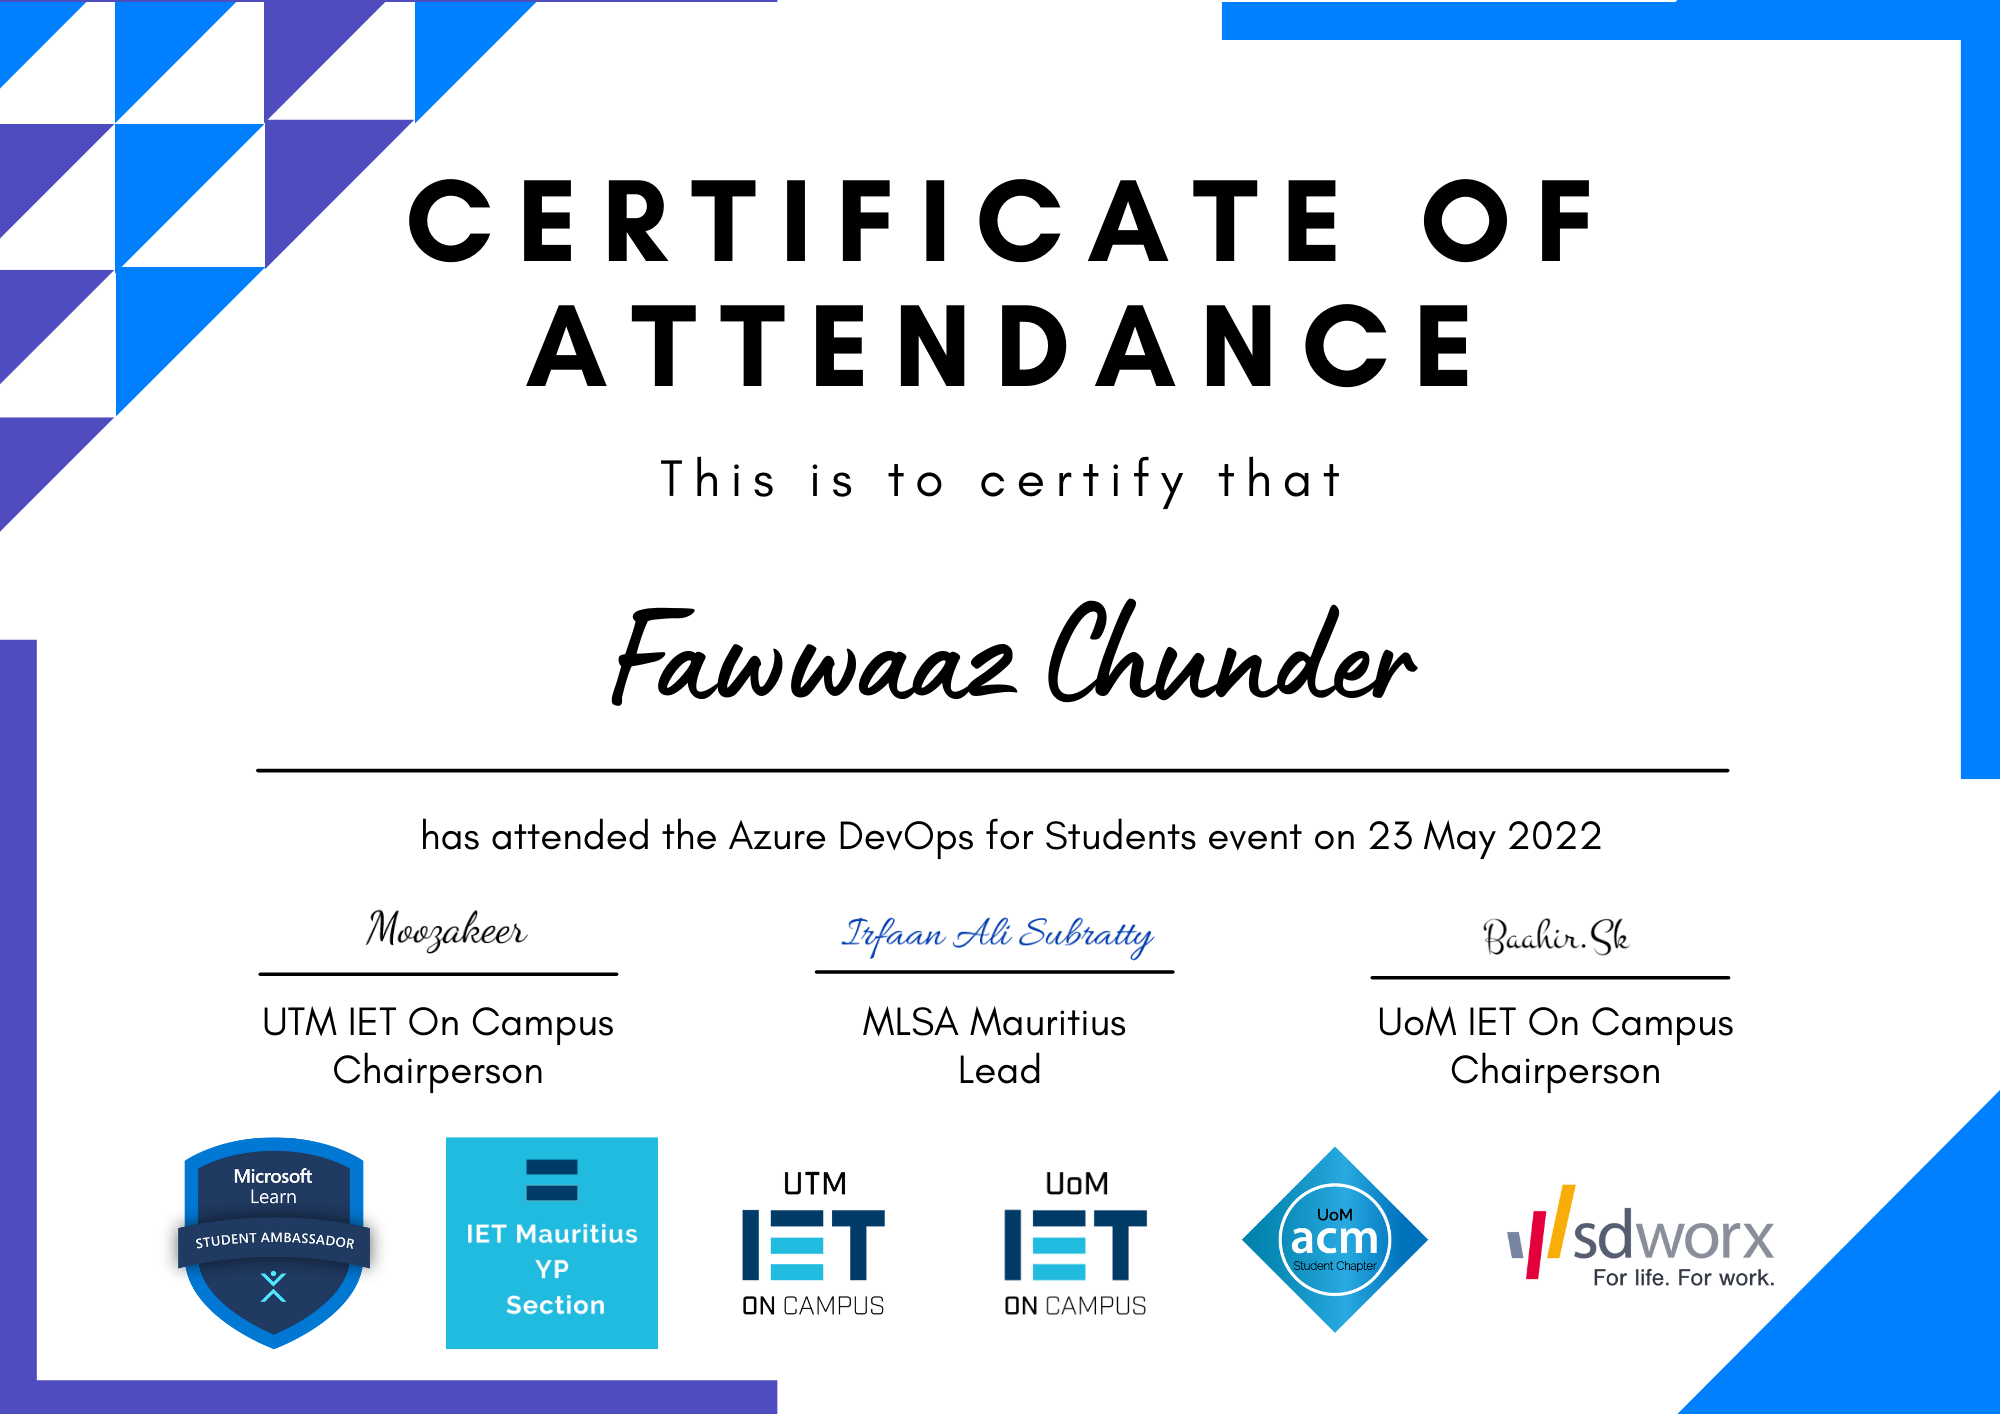 CERTIFICATE OF
ATTENDANCE
This is to certify that
Fawwaaz Chunder
has attended the Azure DevOps for Students event on 23 May 2022
Moozakeer
UTM IET On Campus
Chairperson
Irfaan Ali Subratty
MLSA Mauritius
Lead
Baahir.Sk
UoM IET On Campus
Chairperson
Microsoft
Learn
STUDENT AMBASSADOR
IET Mauritius
YP
Section
UTM
IET
ON CAMPUS
UoM
IET
ON CAMPUS
UoM
acm
Student Chapter
sdworx
For life. For work.